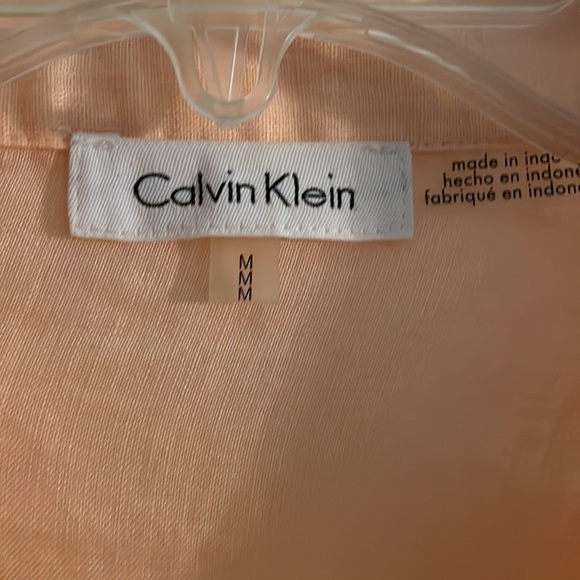 Calvin Klein
M
M
M
made in
hecho en
fabriqué en